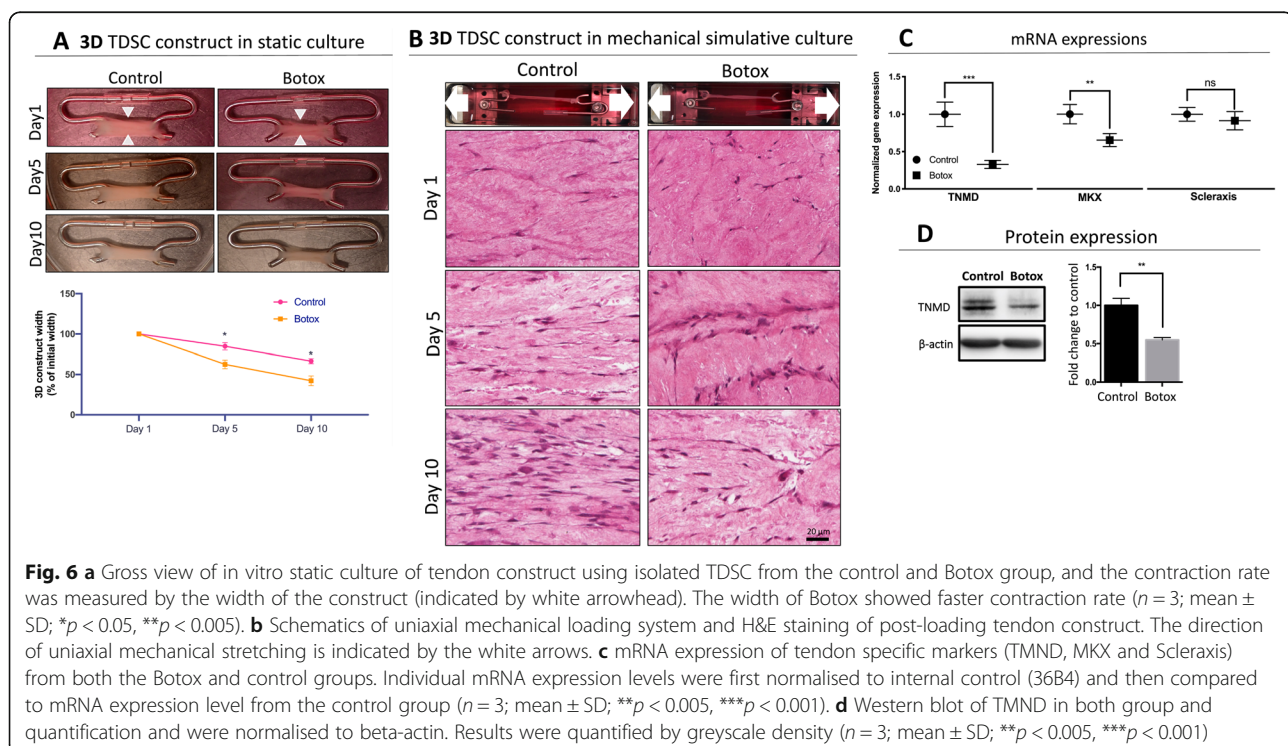 A 3D TDSC construct in static culture
Control Botox
Day1
Day5
Day10
150
100
50
0
3D construct width
(% of initial width)
Control
Botox
*
*
Day 1 Day 5 Day 10
B 3D TDSC construct in mechanical simulative culture
Control Botox
Day 1
Day 5
Day 10
20 µm
C mRNA expressions
Normalized gene expression
1.5
1.0
0.5
0.0
***
**
ns
Control
Botox
TNMD MKX Scleraxis
D Protein expression
Control Botox
TNMD
β-actin
Fold change to control
1.5
1.0
0.5
0.0
**
Control Botox
Fig. 6 a Gross view of in vitro static culture of tendon construct using isolated TDSC from the control and Botox group, and the contraction rate
was measured by the width of the construct (indicated by white arrowhead). The width of Botox showed faster contraction rate (n = 3; mean ±
SD; *p < 0.05, **p < 0.005). b Schematics of uniaxial mechanical loading system and H&E staining of post-loading tendon construct. The direction
of uniaxial mechanical stretching is indicated by the white arrows. c mRNA expression of tendon specific markers (TMND, MKX and Scleraxis)
from both the Botox and control groups. Individual mRNA expression levels were first normalised to internal control (36B4) and then compared
to mRNA expression level from the control group (n = 3; mean ± SD; **p < 0.005, ***p < 0.001). d Western blot of TMND in both group and
quantification and were normalised to beta-actin. Results were quantified by greyscale density (n = 3; mean ± SD; **p < 0.005, ***p < 0.001)